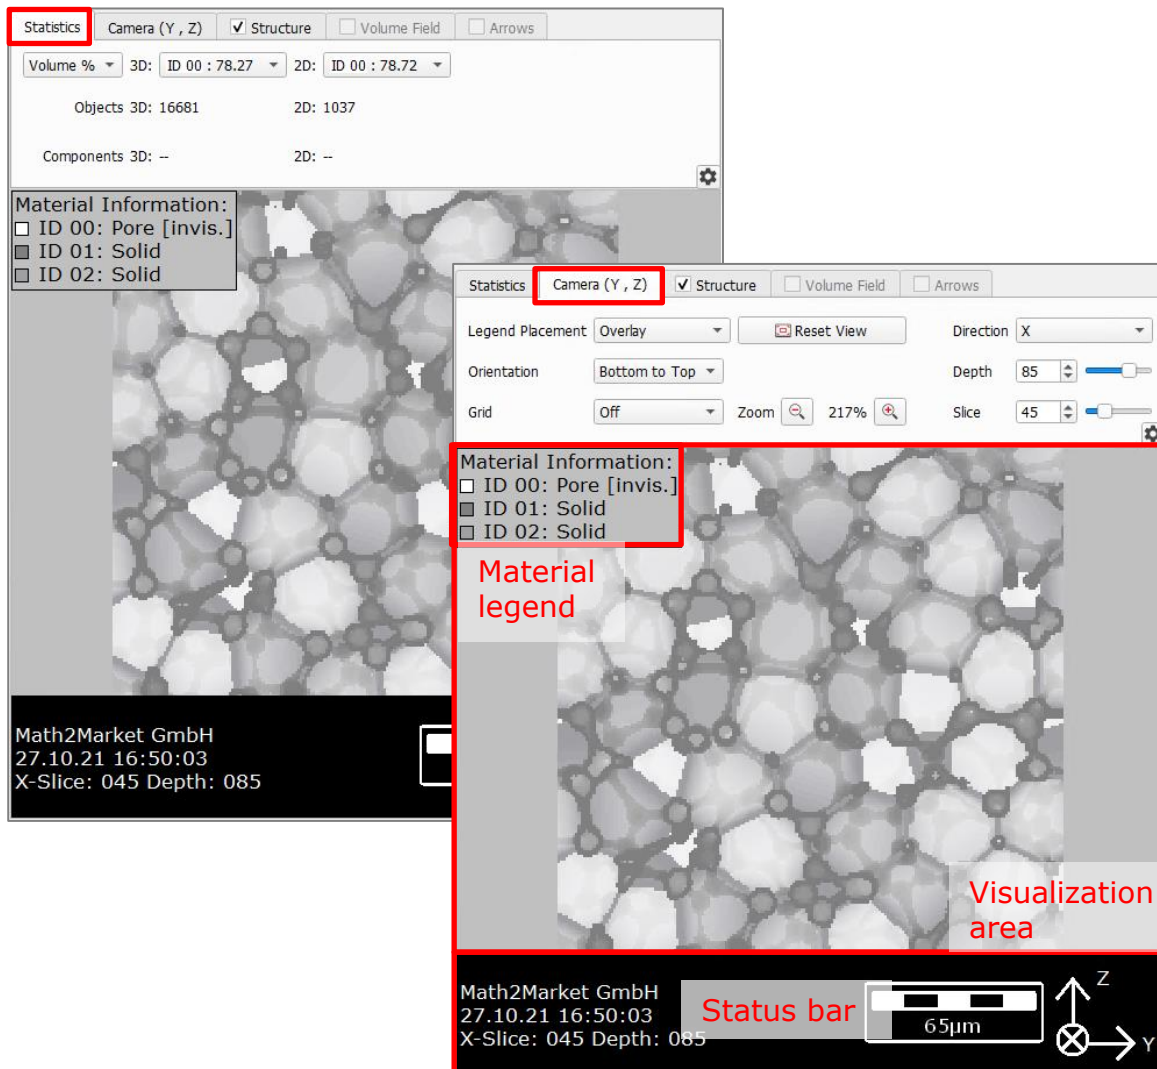 Statistics Camera (Y , Z) Structure Volume Field Arrows
Volume % 3D: ID 00 : 78.27 2D: ID 00 : 78.72
Objects 3D: 16681 2D: 1037
Components 3D: -- 2D: --
Material Information:
ID 00: Pore [invis.]
ID 01: Solid
ID 02: Solid
Math2Market GmbH
27.10.21 16:50:03
X-Slice: 045 Depth: 085
Statistics Camera (Y , Z) Structure Volume Field Arrows
Legend Placement Overlay Reset View Direction X
Orientation Bottom to Top Depth 85
Grid Off Zoom 217% Slice 45
Material Information:
ID 00: Pore [invis.]
ID 01: Solid
ID 02: Solid
Material
legend
Visualization
area
Math2Market GmbH
27.10.21 16:50:03
X-Slice: 045 Depth: 085
Status bar
65µm
Z
Y